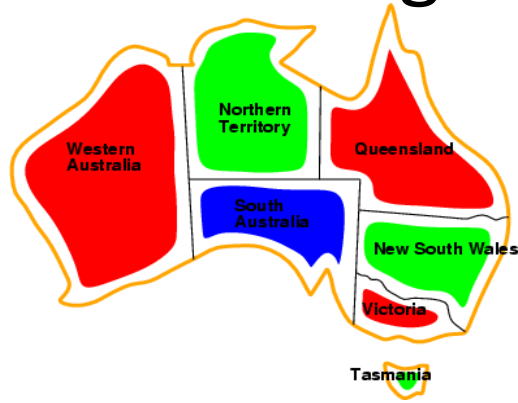 Northern
Territory
Western
Australia
Queensland
South
Australia
New South Wales
Victoria
Tasmania